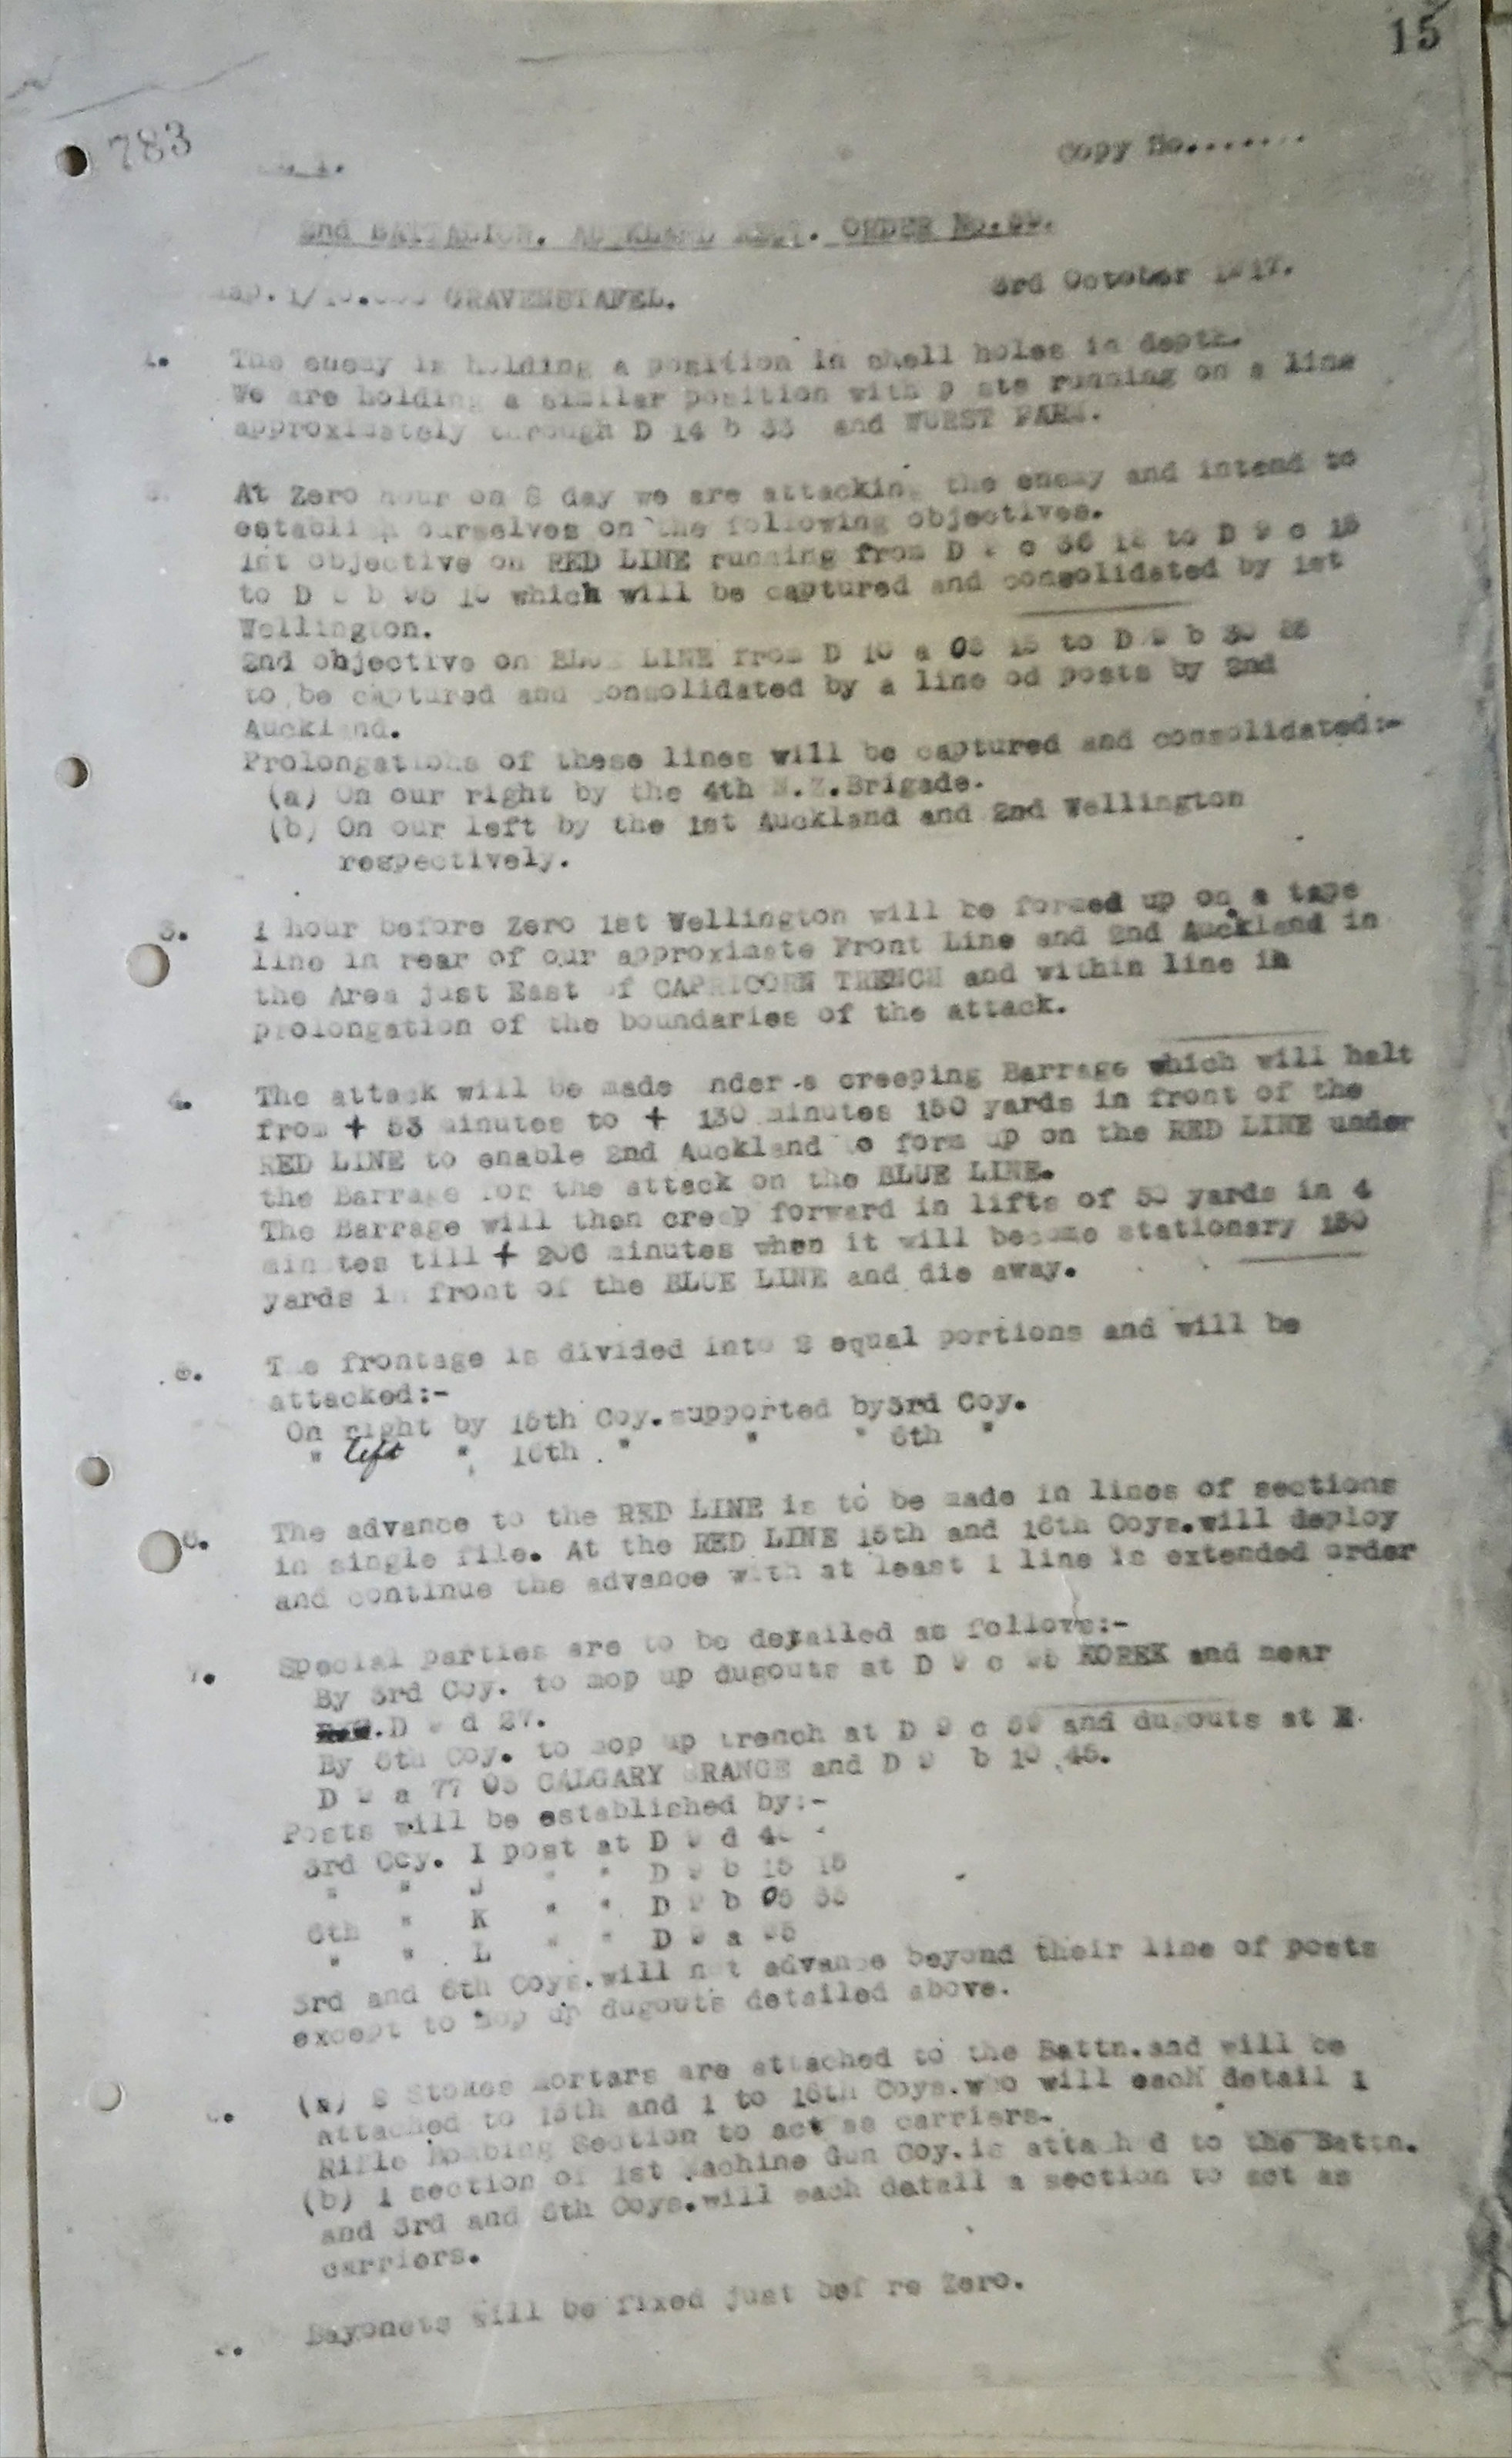 15
783
Copy No........
2nd BATTALION. AUCKLAND REGT. ORDER No.
3rd October 1917.
GRAVENSTAFEL.
1. The enemy is holding a position in shell holes in depth.
We are holding a similar position with posts running on a line
approximately through D 14 b 33 and WURST FARM.
At Zero hour on day we are attacking the enemy and intend to
establish ourselves on the following objectives.
1st objective on RED LINE running from D to D 9 c 15
to D b 95 10 which will be captured and consolidated by 1st
Wellington.
2nd objective on BLUE LINE from D 10 a 05 15 to D 9 b
to be captured and consolidated by a line od posts by 2nd
Auckland.
Prolongations of these lines will be captured and consolidated:-
(a) On our right by the 4th N.Z.Brigade.
(b) On our left by the 1st Auckland and 2nd Wellington
respectively.
3. 1 hour before Zero 1st Wellington will be formed up on a tape
line in rear of our approximate Front Line and 2nd Auckland in
the Area just East of CAPRICORN TRENCH and within line in
prolongation of the boundaries of the attack.
4. The attack will be made under a creeping Barrage which will halt
from + 53 minutes to + 130 minutes 150 yards in front of the
RED LINE to enable 2nd Auckland to form up on the RED LINE under
the Barrage for the attack on the BLUE LINE.
The Barrage will then creep forward in lifts of 50 yards in 4
minutes till + 206 minutes when it will become stationary 150
yards in front of the BLUE LINE and die away.
5. The frontage is divided into 2 equal portions and will be
attacked:-
On right by 15th Coy.supported by3rd Coy.
" left " 16th " " " 6th "
6. The advance to the RED LINE is to be made in lines of sections
in single file. At the RED LINE 15th and 16th Coys.will deploy
and continue the advance with at least 1 line in extended order
7. Special parties are to be detailed as follows:-
By 3rd Coy. to mop up dugouts at D 9 c 95 KOREK and near
D 9 d 27.
By 6th Coy. to mop up trench at D 9 c 59 and dugouts at
D 9 a 77 05 CALGARY GRANGE and D 9 b 10 45.
Posts will be established by:-
3rd Coy. I post at D 9 d
" " J " " D 9 b 15 15
6th " K " " D 9 b 05
" " L " " D 9 a 95
3rd and 6th Coys.will not advance beyond their line of posts
except to mop up dugouts detailed above.
(a) 2 Stokes Mortars are attached to the Battn.and will be
attached to 15th and 1 to 16th Coys.who will each detail 1
Rifle Bombing Section to act as carriers.
(b) 1 section of 1st Machine Gun Coy.is attached to the Battn.
and 3rd and 6th Coys.will each detail a section to act as
carriers.
Bayonets will be fixed just before Zero.